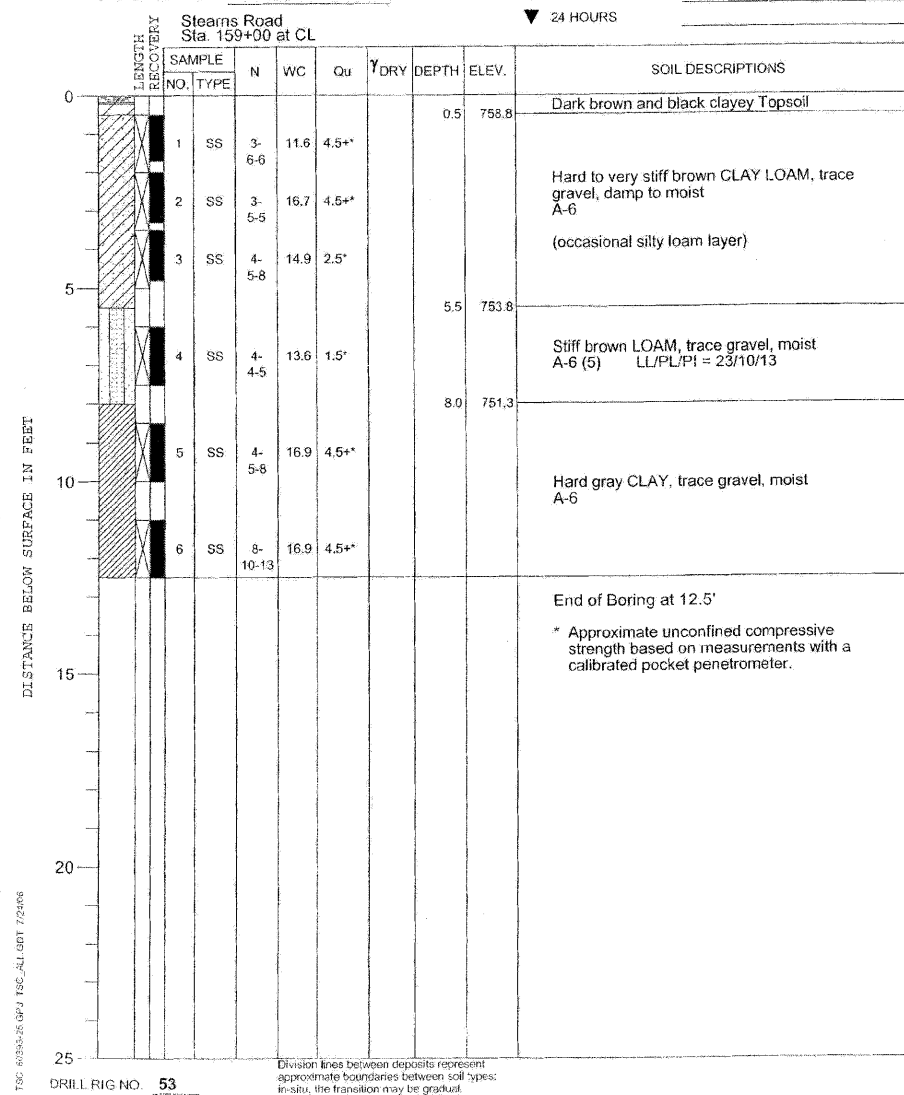 Stearns Road
Sta. 159+00 at CL
▼ 24 HOURS
LENGTH
RECOVERY
SAMPLE
NO. TYPE
N
WC
Qu
γDRY
DEPTH
ELEV.
SOIL DESCRIPTIONS
0
Dark brown and black clayey Topsoil
0.5 758.8
1 SS 3- 11.6 4.5+*
6-6
Hard to very stiff brown CLAY LOAM, trace
gravel, damp to moist
A-6
2 SS 3- 16.7 4.5+*
5-5
(occasional silty loam layer)
3 SS 4- 14.9 2.5*
5-8
5
5.5 753.8
Stiff brown LOAM, trace gravel, moist
A-6 (5) LL/PL/PI = 23/10/13
4 SS 4- 13.6 1.5*
4-5
8.0 751.3
5 SS 4- 16.9 4.5+*
5-8
10
Hard gray CLAY, trace gravel, moist
A-6
6 SS 8- 16.9 4.5+*
10-13
End of Boring at 12.5'
* Approximate unconfined compressive
strength based on measurements with a
calibrated pocket penetrometer.
15
20
25
DISTANCE BELOW SURFACE IN FEET
DRILL RIG NO. 53
Division lines between deposits represent
approximate boundaries between soil types;
in-situ, the transition may be gradual.